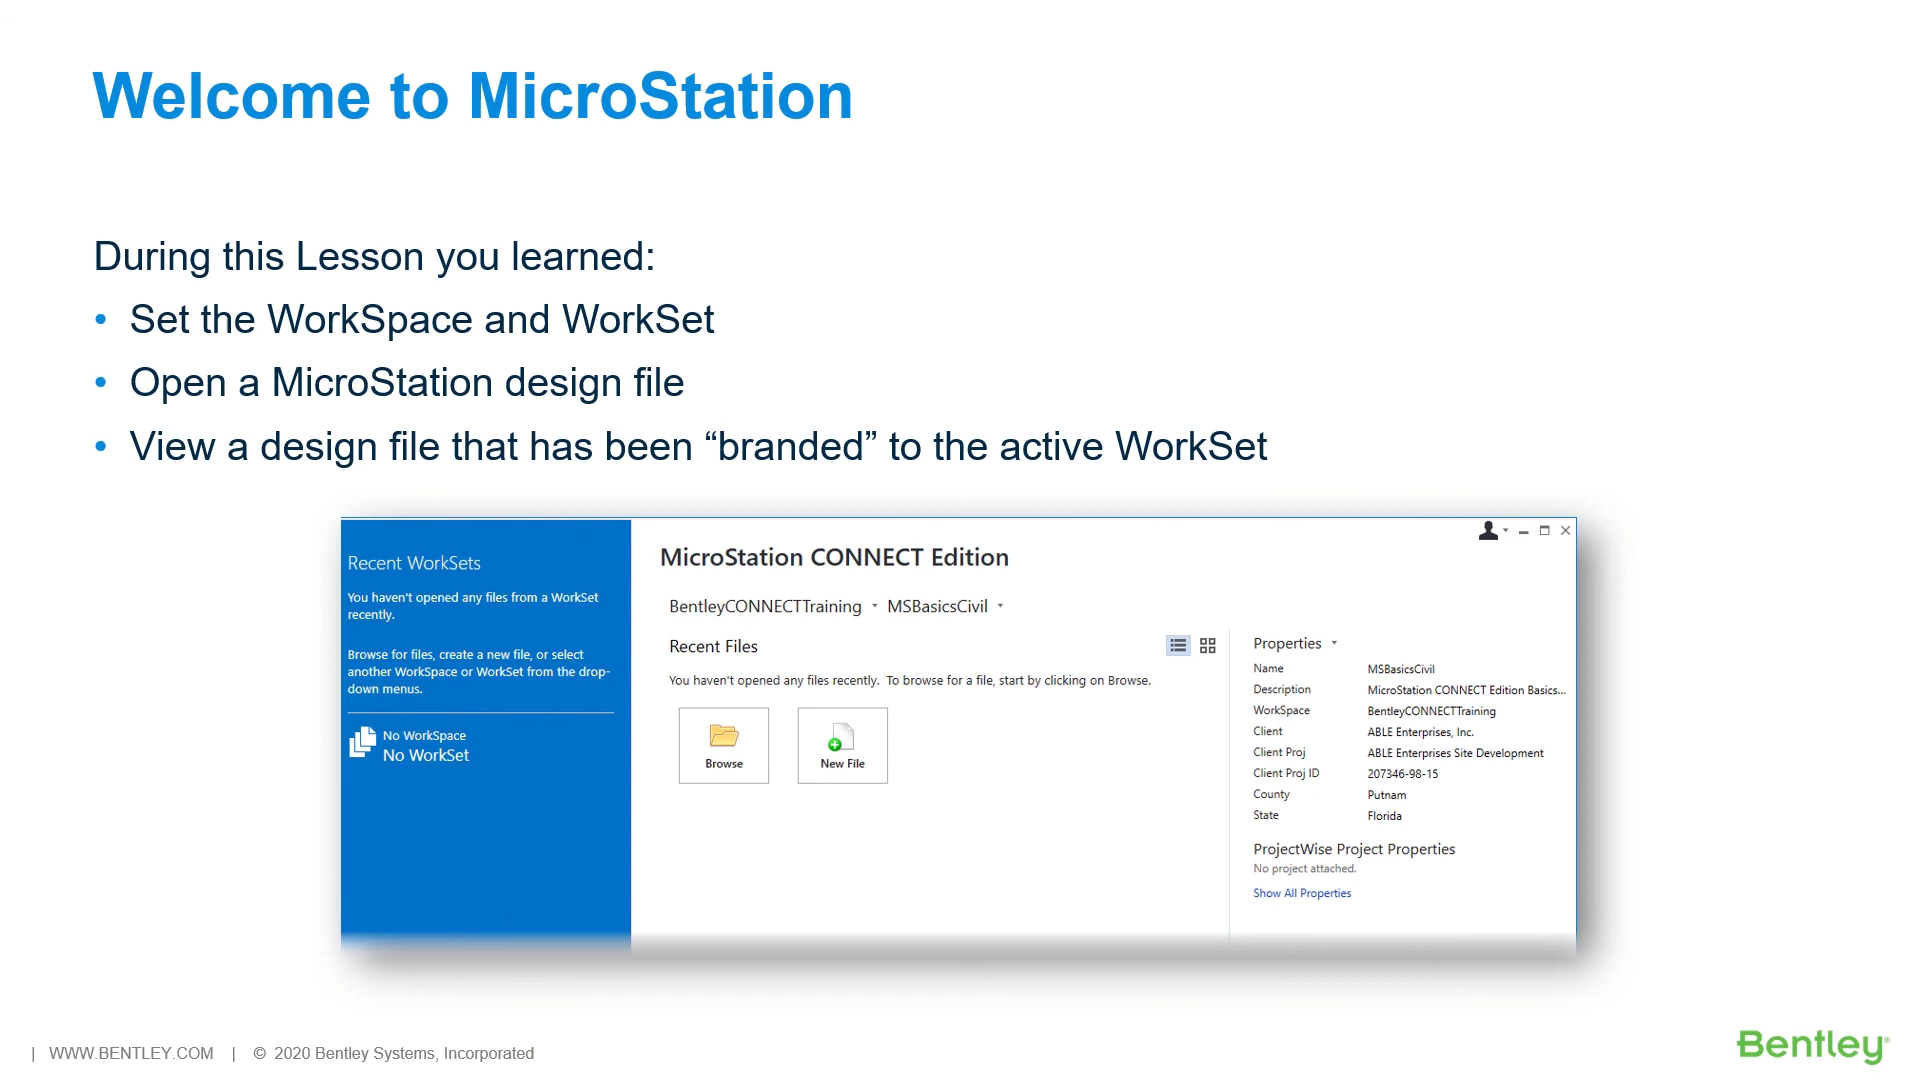 Welcome to MicroStation
During this Lesson you learned:
• Set the WorkSpace and WorkSet
• Open a MicroStation design file
• View a design file that has been “branded” to the active WorkSet
Recent WorkSets
You haven't opened any files from a WorkSet
recently.
Browse for files, create a new file, or select
another WorkSpace or WorkSet from the drop-
down menus.
No WorkSpace
No WorkSet
MicroStation CONNECT Edition
BentleyCONNECTTraining MSBasicsCivil
Recent Files
You haven't opened any files recently. To browse for a file, start by clicking on Browse.
Browse
New File
Properties
Name MSBasicsCivil
Description MicroStation CONNECT Edition Basics...
WorkSpace BentleyCONNECTTraining
Client ABLE Enterprises, Inc.
Client Proj ABLE Enterprises Site Development
Client Proj ID 207346-98-15
County Putnam
State Florida
ProjectWise Project Properties
No project attached.
Show All Properties
| WWW.BENTLEY.COM | © 2020 Bentley Systems, Incorporated
Bentley®